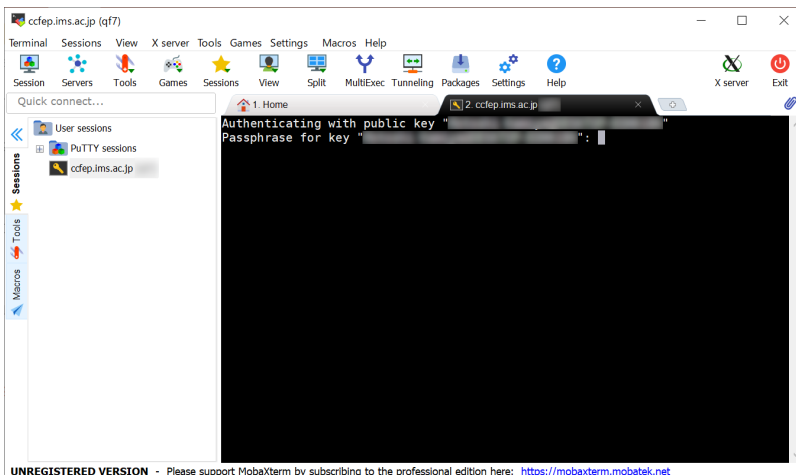 ccfep.ims.ac.jp (qf7)
Terminal Sessions View X server Tools Games Settings Macros Help
Session Servers Tools Games Sessions View Split MultiExec Tunneling Packages Settings Help X server Exit
Quick connect...
1. Home
2. ccfep.ims.ac.jp
User sessions
PuTTY sessions
ccfep.ims.ac.jp
Sessions
Tools
Macros
Authenticating with public key " "
Passphrase for key " ":
UNREGISTERED VERSION - Please support MobaXterm by subscribing to the professional edition here: https://mobaxterm.mobatek.net